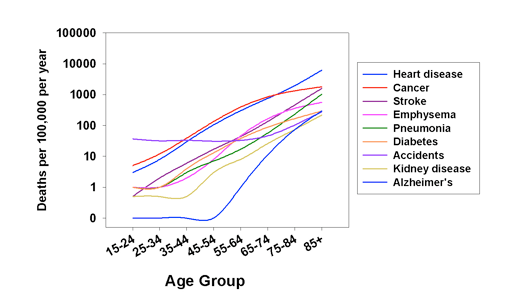 100000
10000
1000
100
10
1
0
Deaths per 100,000 per year
15-24
25-34
35-44
45-54
55-64
65-74
75-84
85+
Age Group
Heart disease
Cancer
Stroke
Emphysema
Pneumonia
Diabetes
Accidents
Kidney disease
Alzheimer's